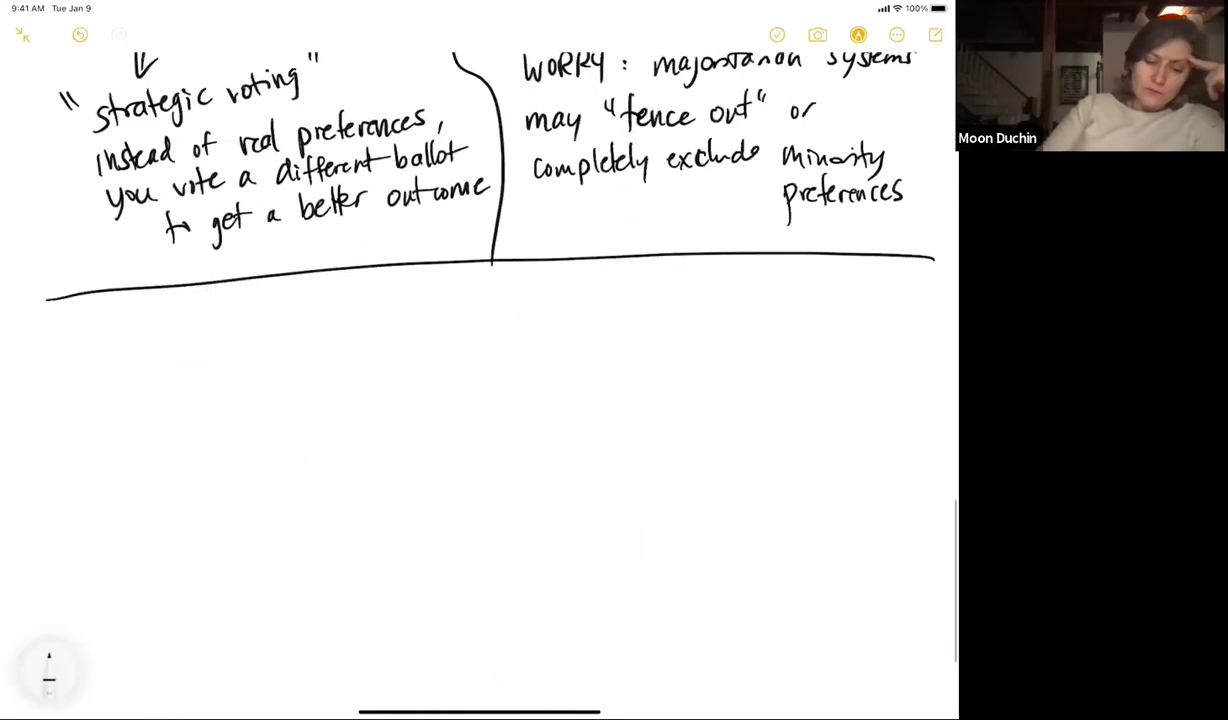 9:41 AM Tue Jan 9
100%
"strategic voting"
instead of real preferences,
you vote a different ballot
to get a better outcome
WORRY: majoritarian systems
may "fence out" or
completely exclude minority
preferences
Moon Duchin